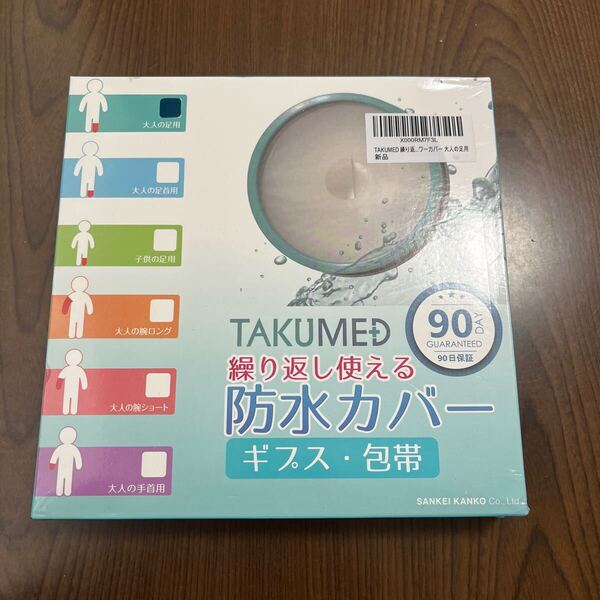 大人の足用
大人の足首用
子供の足用
大人の腕ロング
大人の腕ショート
大人の手首用
X000RM7F3L
TAKUMED 繰り返...ワーカバー 大人の足用
新品
TAKUMED
繰り返し使える
防水カバー
ギプス・包帯
90 DAY
GUARANTEED
90日保証
SANKEI KANKO Co., Ltd.